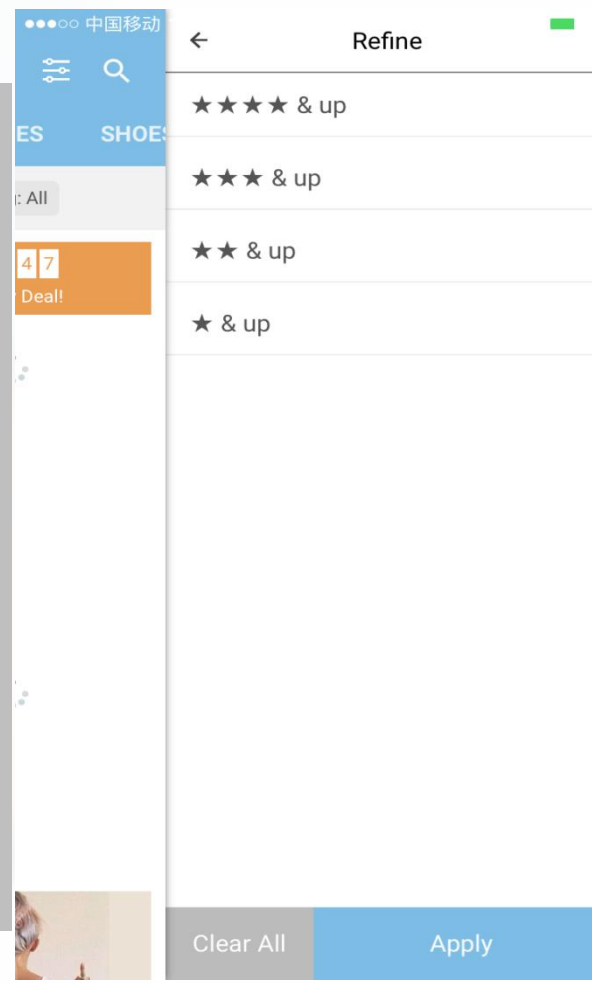 ●●●○○ 中国移动
ES SHOES
: All
4 7
Deal!
← Refine
★★★★ & up
★★★ & up
★★ & up
★ & up
Clear All Apply